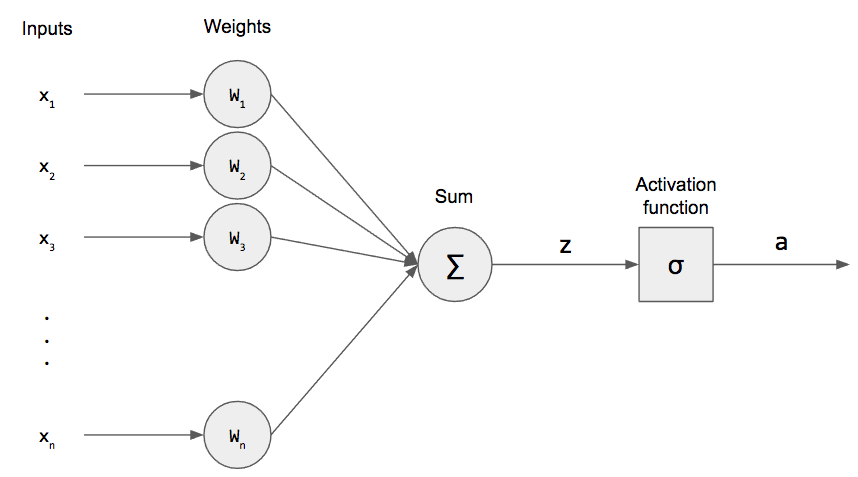 Inputs
Weights
x1
W1
x2
W2
x3
W3
.
.
.
xn
Wn
Sum
Σ
z
Activation
function
σ
a